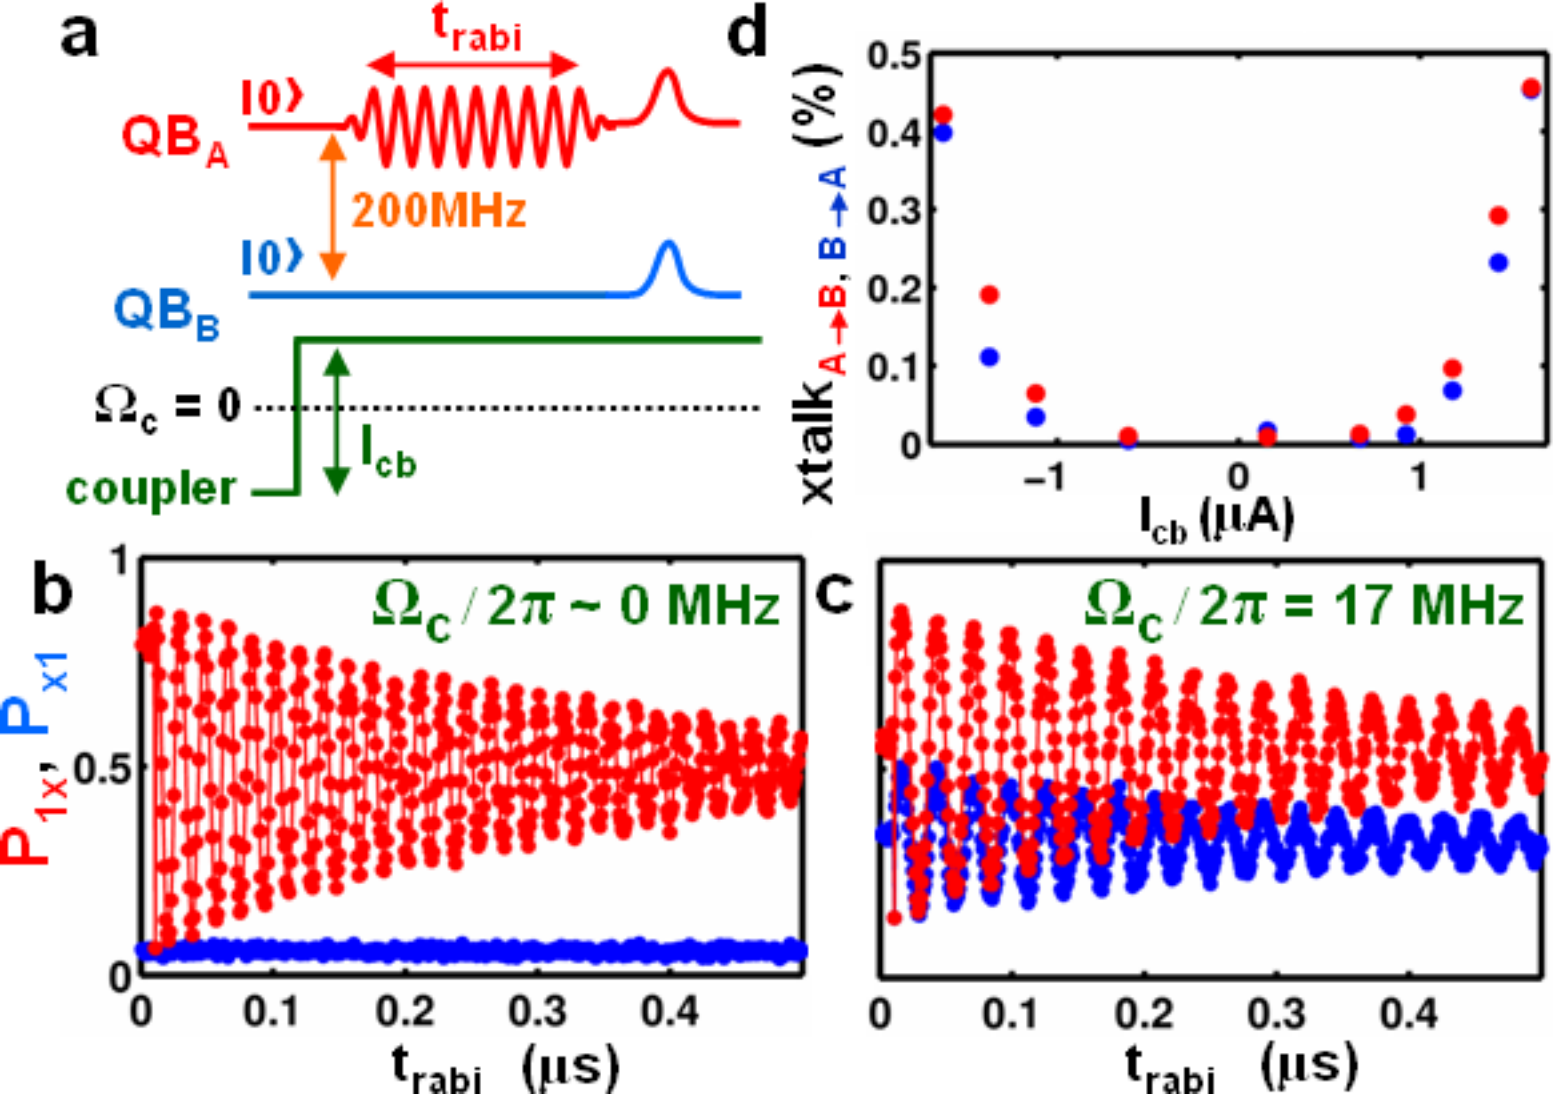 a
t_rabi
|0⟩
QB_A
200MHz
|0⟩
QB_B
Ω_c = 0
I_cb
coupler
d
xtalk_A→B, B→A (%)
0.5
0.4
0.3
0.2
0.1
0
−1 0 1
I_cb (μA)
b
Ω_C / 2π ~ 0 MHz
P_1x, P_x1
1
0.5
0
0 0.1 0.2 0.3 0.4
t_rabi (μs)
c
Ω_C / 2π = 17 MHz
0 0.1 0.2 0.3 0.4
t_rabi (μs)